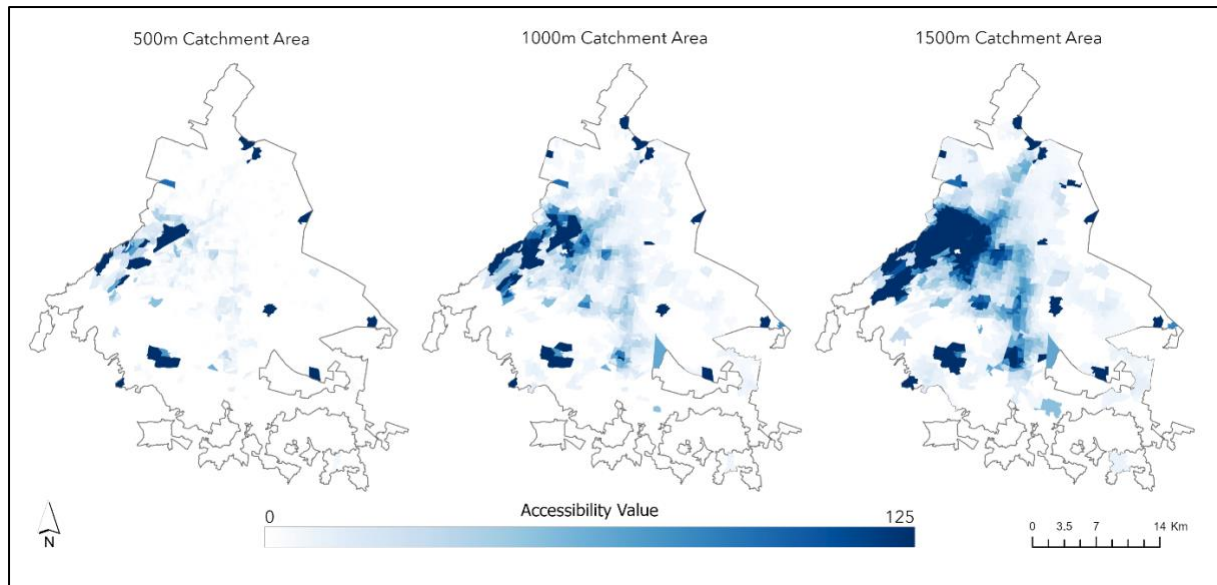 500m Catchment Area
1000m Catchment Area
1500m Catchment Area
Accessibility Value
0
125
N
0 3.5 7 14 Km